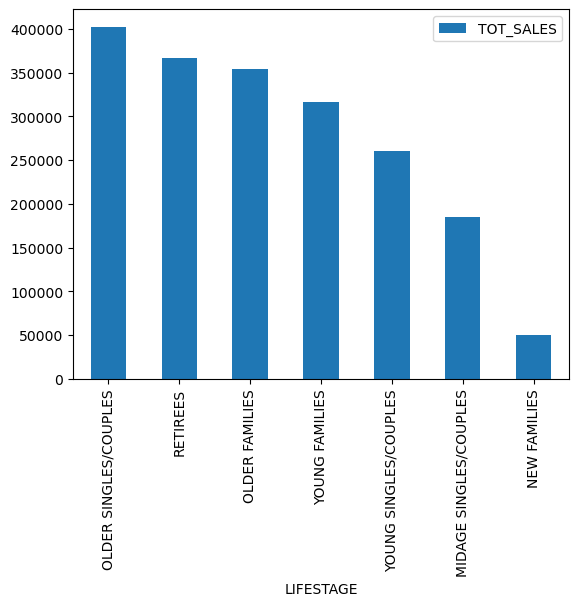 TOT_SALES
400000
350000
300000
250000
200000
150000
100000
50000
0
OLDER SINGLES/COUPLES
RETIREES
OLDER FAMILIES
YOUNG FAMILIES
YOUNG SINGLES/COUPLES
MIDAGE SINGLES/COUPLES
NEW FAMILIES
LIFESTAGE